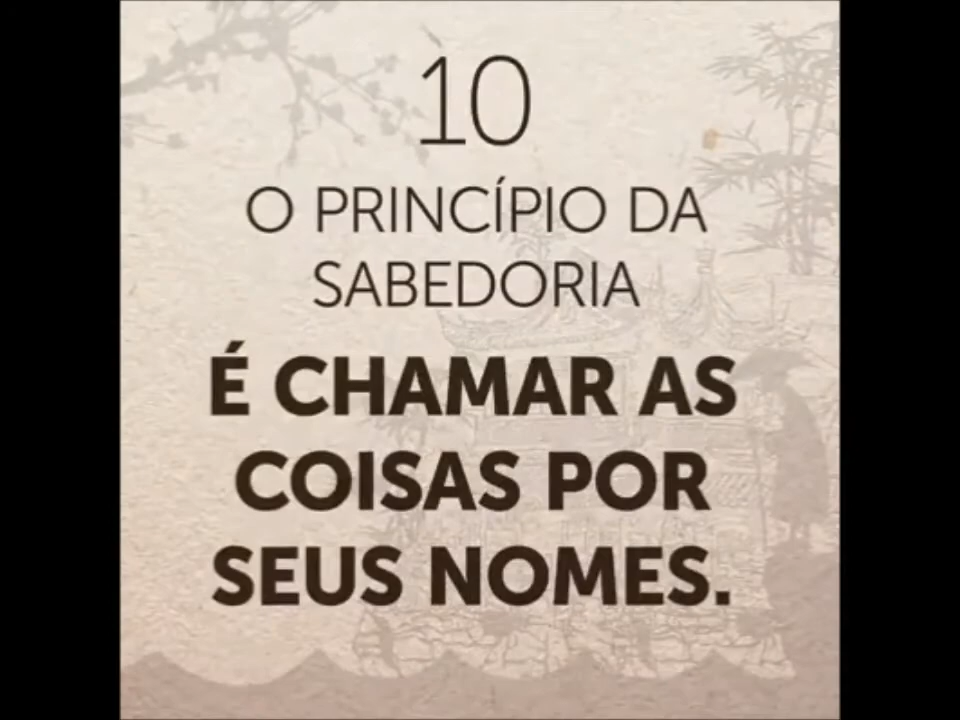 10
O PRINCÍPIO DA
SABEDORIA
É CHAMAR AS
COISAS POR
SEUS NOMES.